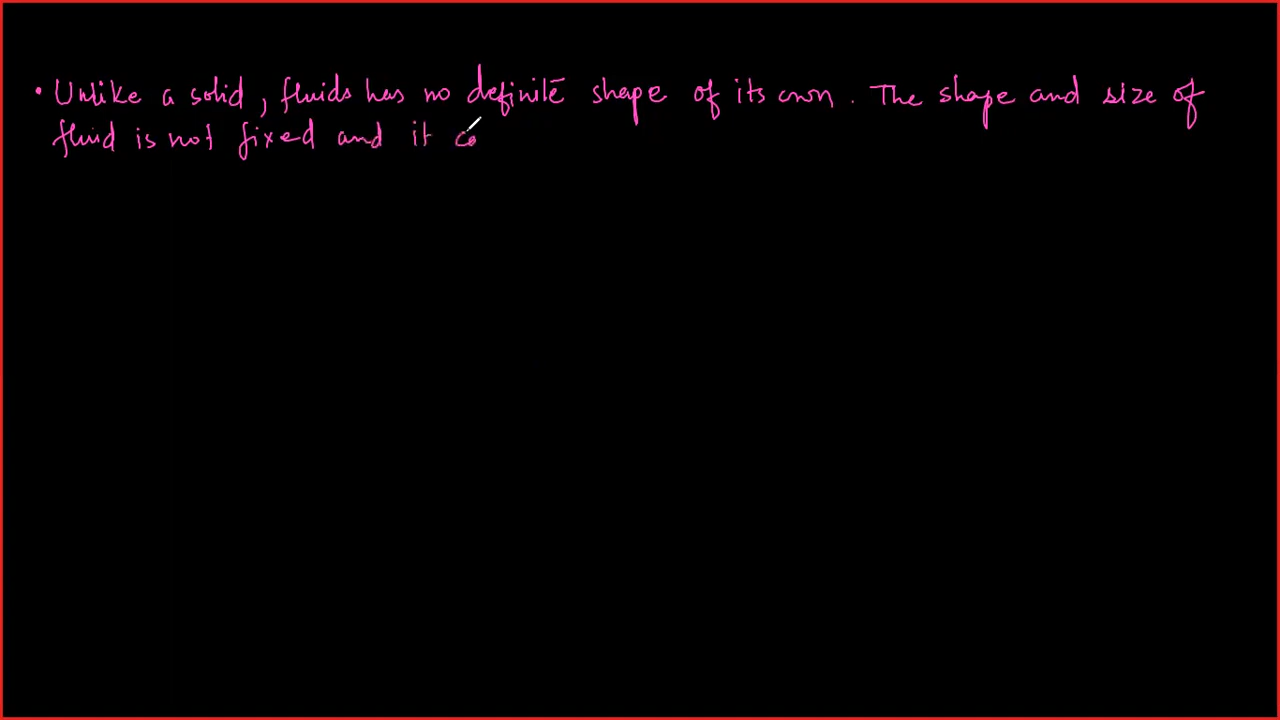 • Unlike a solid, fluids has no definite shape of its own. The shape and size of
fluid is not fixed and it co